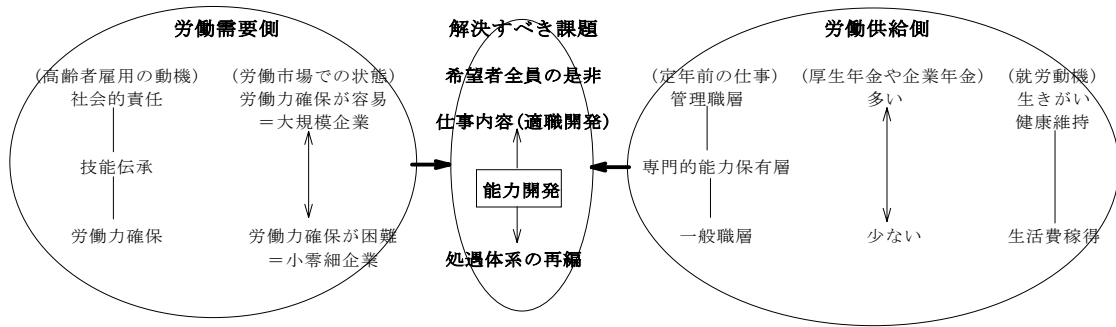 労働需要側
(高齢者雇用の動機)
社会的責任
技能伝承
労働力確保
(労働市場での状態)
労働力確保が容易
=大規模企業
労働力確保が困難
=小零細企業
解決すべき課題
希望者全員の是非
仕事内容(適職開発)
能力開発
処遇体系の再編
労働供給側
(定年前の仕事)
管理職層
専門的能力保有層
一般職層
(厚生年金や企業年金)
多い
少ない
(就労動機)
生きがい
健康維持
生活費稼得